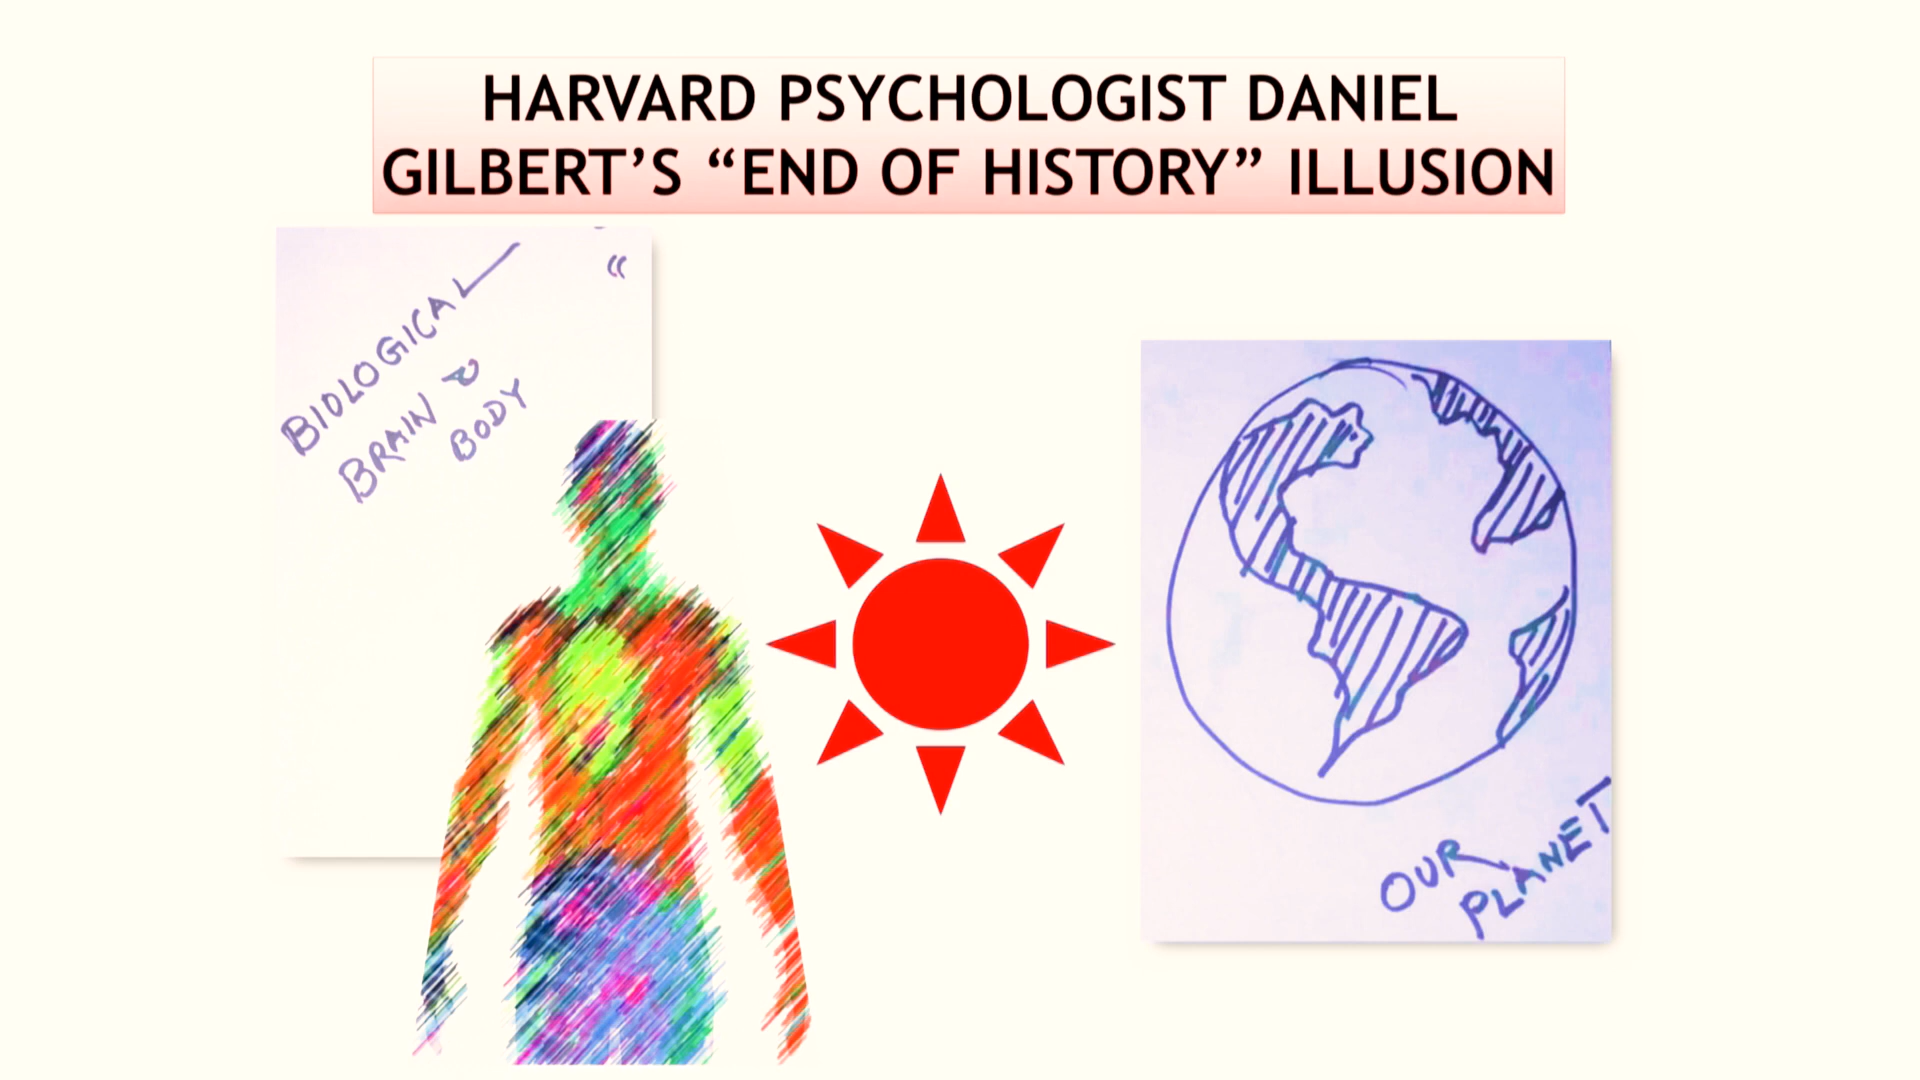 HARVARD PSYCHOLOGIST DANIEL
GILBERT’S “END OF HISTORY” ILLUSION
BIOLOGICAL
BRAIN &
BODY
OUR
PLANET